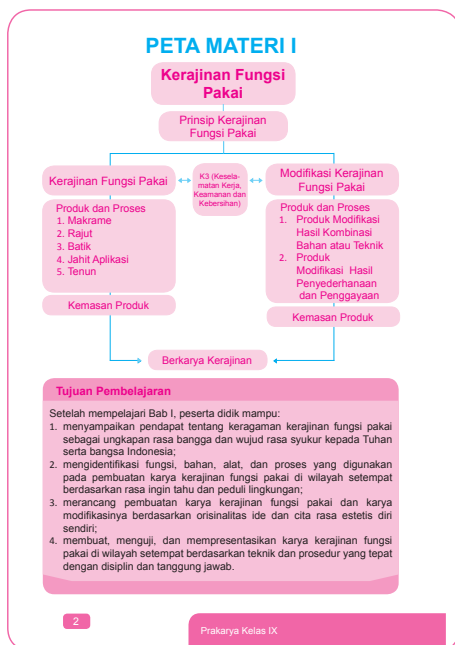 PETA MATERI I
Kerajinan Fungsi
Pakai
Prinsip Kerajinan
Fungsi Pakai
Kerajinan Fungsi Pakai
K3 (Kesela-
matan Kerja,
Keamanan dan
Kebersihan)
Modifikasi Kerajinan
Fungsi Pakai
Produk dan Proses
1. Makrame
2. Rajut
3. Batik
4. Jahit Aplikasi
5. Tenun
Produk dan Proses
1. Produk Modifikasi
Hasil Kombinasi
Bahan atau Teknik
2. Produk
Modifikasi Hasil
Penyederhanaan
dan Penggayaan
Kemasan Produk
Kemasan Produk
Berkarya Kerajinan
Tujuan Pembelajaran
Setelah mempelajari Bab I, peserta didik mampu:
1. menyampaikan pendapat tentang keragaman kerajinan fungsi pakai
sebagai ungkapan rasa bangga dan wujud rasa syukur kepada Tuhan
serta bangsa Indonesia;
2. mengidentifikasi fungsi, bahan, alat, dan proses yang digunakan
pada pembuatan karya kerajinan fungsi pakai di wilayah setempat
berdasarkan rasa ingin tahu dan peduli lingkungan;
3. merancang pembuatan karya kerajinan fungsi pakai dan karya
modifikasinya berdasarkan orisinalitas ide dan cita rasa estetis diri
sendiri;
4. membuat, menguji, dan mempresentasikan karya kerajinan fungsi
pakai di wilayah setempat berdasarkan teknik dan prosedur yang tepat
dengan disiplin dan tanggung jawab.
2
Prakarya Kelas IX